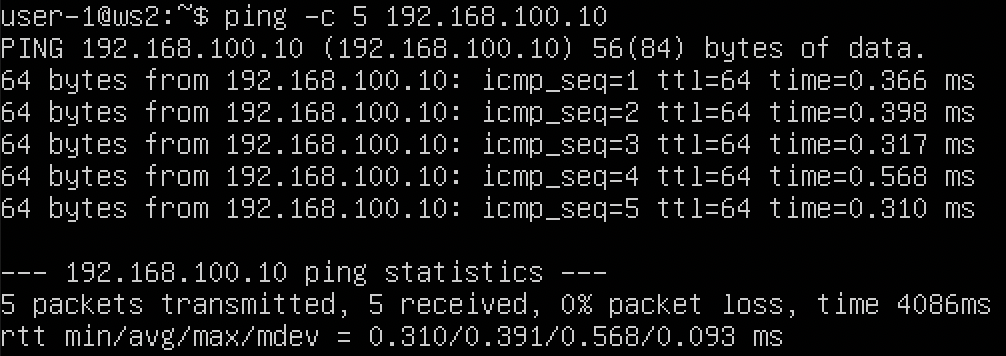 user-1@ws2:~$ ping -c 5 192.168.100.10
PING 192.168.100.10 (192.168.100.10) 56(84) bytes of data.
64 bytes from 192.168.100.10: icmp_seq=1 ttl=64 time=0.366 ms
64 bytes from 192.168.100.10: icmp_seq=2 ttl=64 time=0.398 ms
64 bytes from 192.168.100.10: icmp_seq=3 ttl=64 time=0.317 ms
64 bytes from 192.168.100.10: icmp_seq=4 ttl=64 time=0.568 ms
64 bytes from 192.168.100.10: icmp_seq=5 ttl=64 time=0.310 ms
--- 192.168.100.10 ping statistics ---
5 packets transmitted, 5 received, 0% packet loss, time 4086ms
rtt min/avg/max/mdev = 0.310/0.391/0.568/0.093 ms